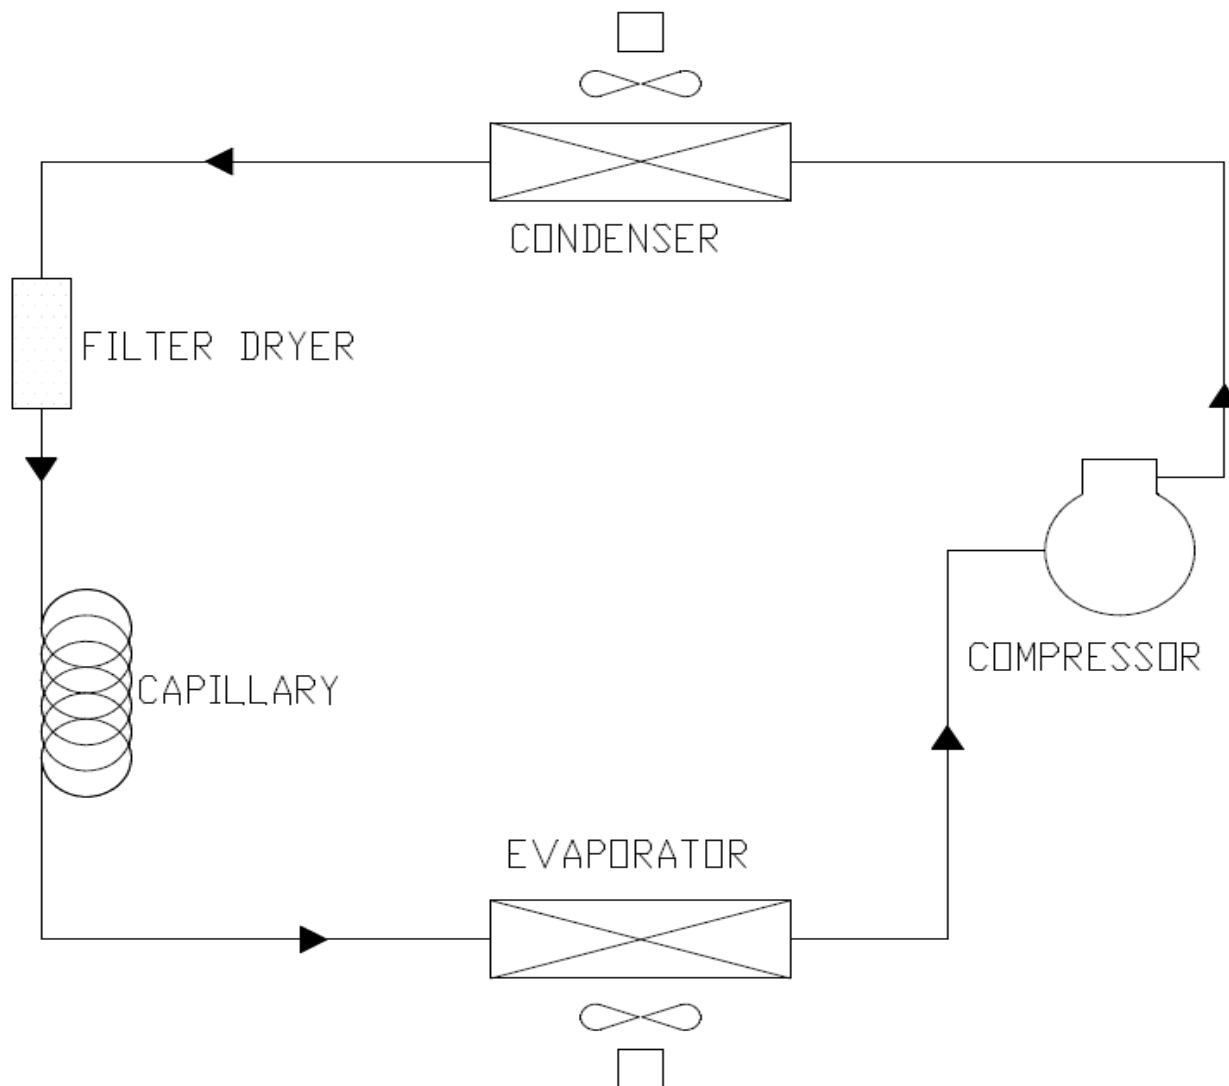 CONDENSER
FILTER DRYER
COMPRESSOR
CAPILLARY
EVAPORATOR